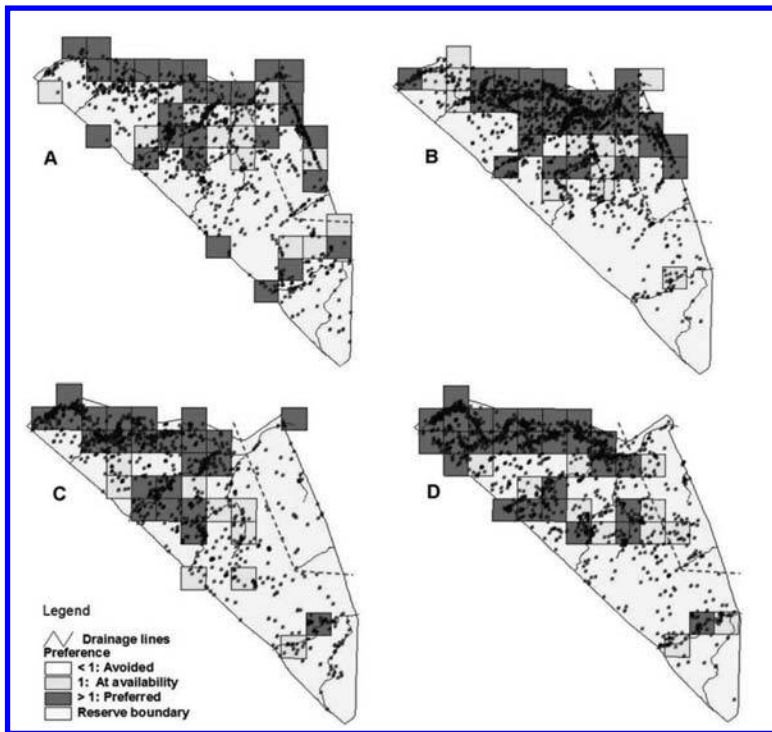 A
B
C
D
Legend
Drainage lines
Preference
< 1: Avoided
1: At availability
> 1: Preferred
Reserve boundary